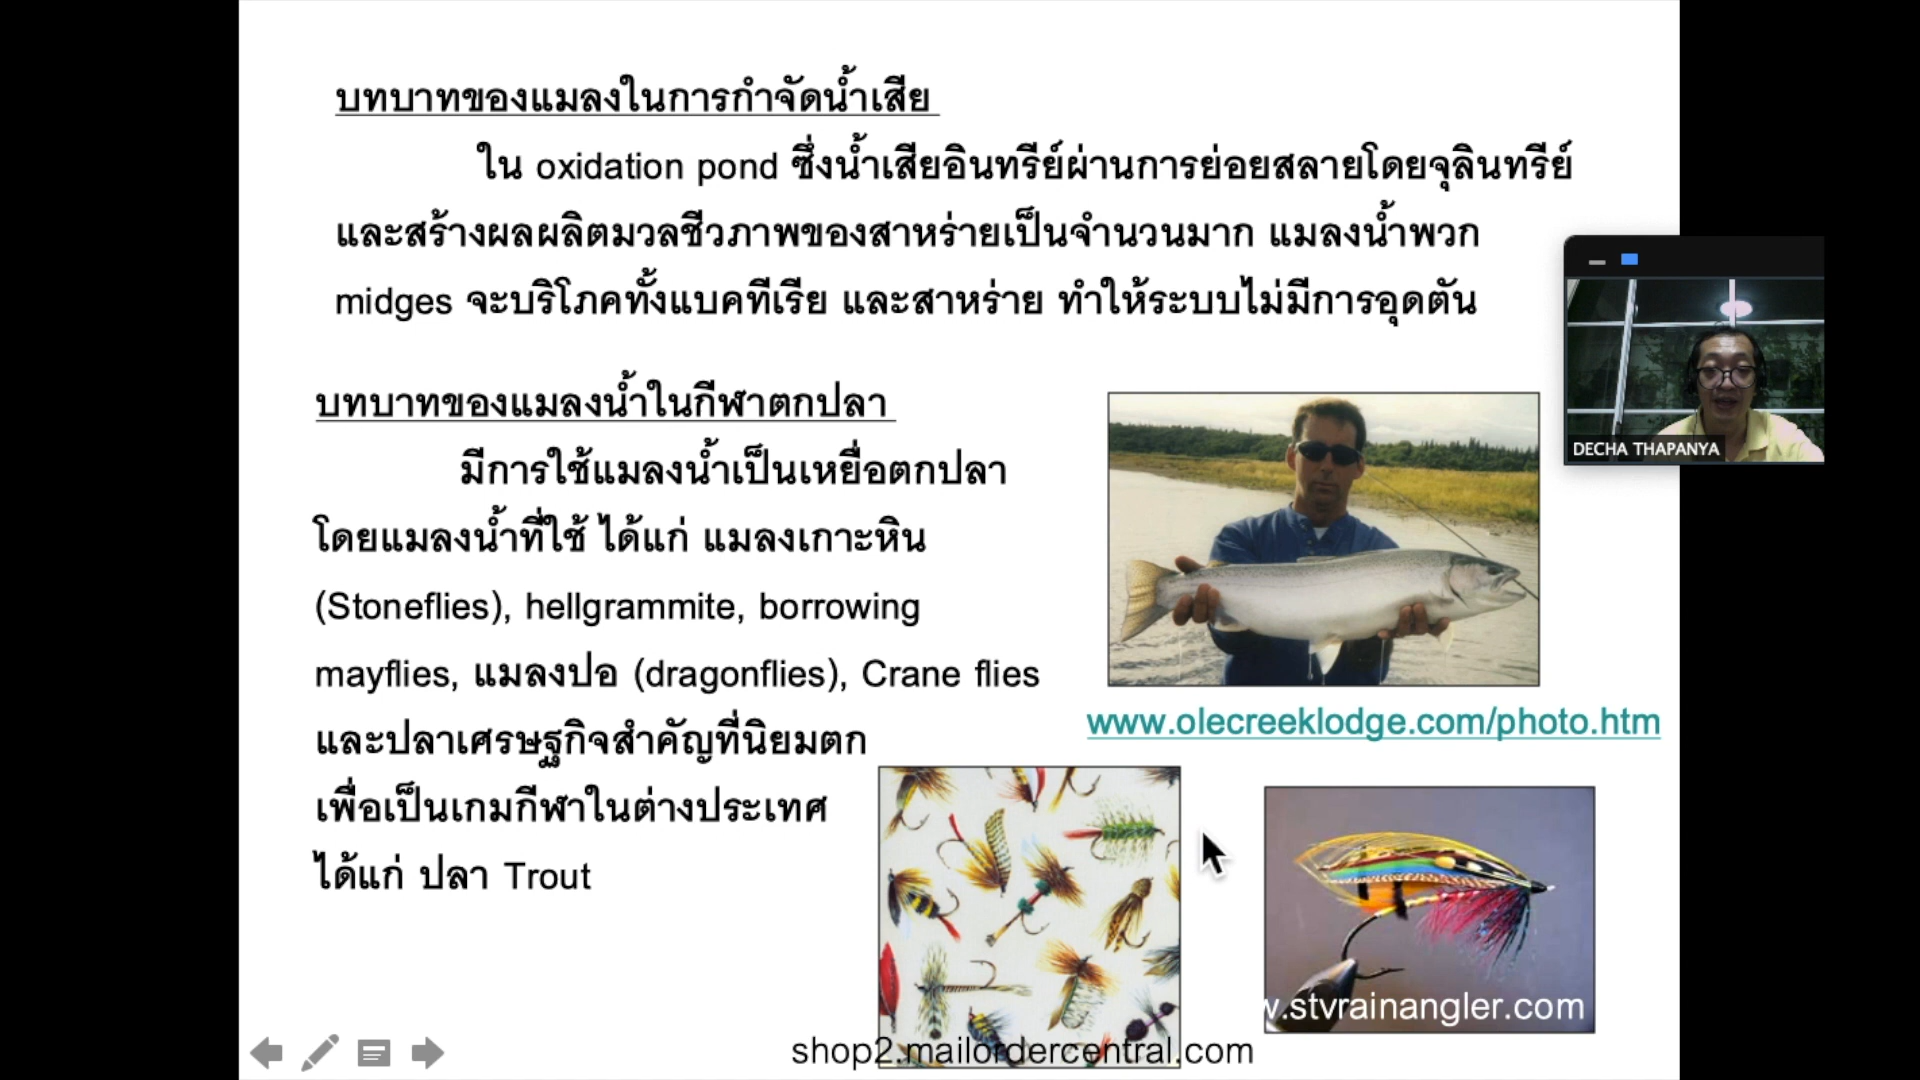 บทบาทของแมลงในการกำจัดน้ำเสีย
ใน oxidation pond ซึ่งน้ำเสียอินทรีย์ผ่านการย่อยสลายโดยจุลินทรีย์
และสร้างผลผลิตมวลชีวภาพของสาหร่ายเป็นจำนวนมาก แมลงน้ำพวก
midges จะบริโภคทั้งแบคทีเรีย และสาหร่าย ทำให้ระบบไม่มีการอุดตัน
บทบาทของแมลงน้ำในกีฬาตกปลา
มีการใช้แมลงน้ำเป็นเหยื่อตกปลา
โดยแมลงน้ำที่ใช้ ได้แก่ แมลงเกาะหิน
(Stoneflies), hellgrammite, borrowing
mayflies, แมลงปอ (dragonflies), Crane flies
และปลาเศรษฐกิจสำคัญที่นิยมตก
เพื่อเป็นเกมกีฬาในต่างประเทศ
ได้แก่ ปลา Trout
DECHA THAPANYA
www.olecreeklodge.com/photo.htm
w.stvrainangler.com
shop2.mailordercentral.com